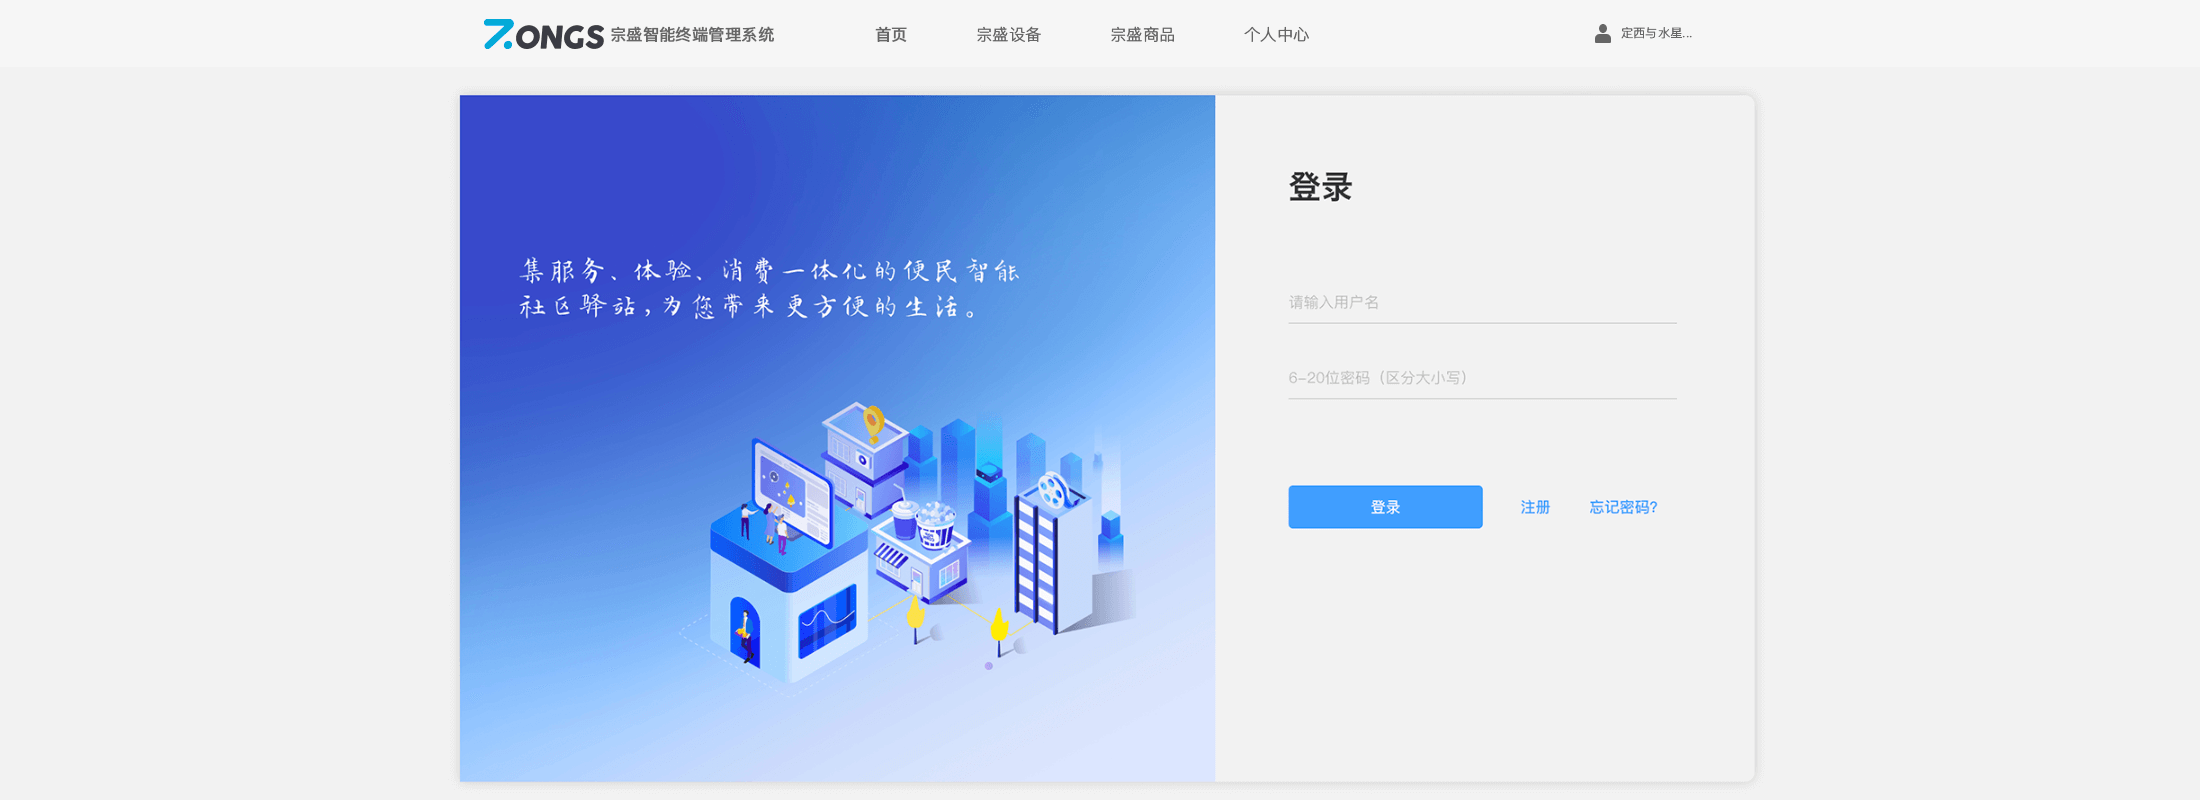 ZONGS 宗盛智能终端管理系统
首页
宗盛设备
宗盛商品
个人中心
定西与水星...
集服务、体验、消费一体化的便民智能
社区驿站,为您带来更方便的生活。
登录
请输入用户名
6-20位密码（区分大小写）
登录
注册
忘记密码?